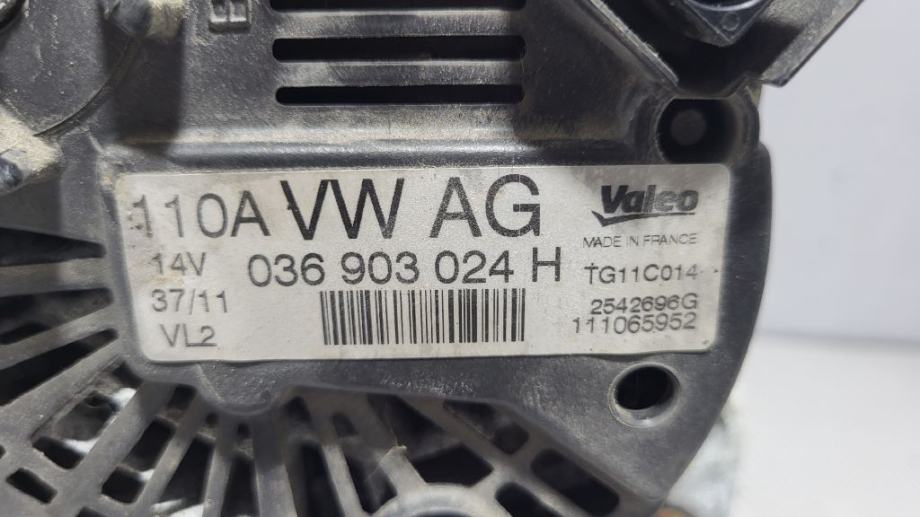 110A VW AG
14V 036 903 024 H
37/11
VL2
Valeo
MADE IN FRANCE
TG11C014
2542696G
111065952